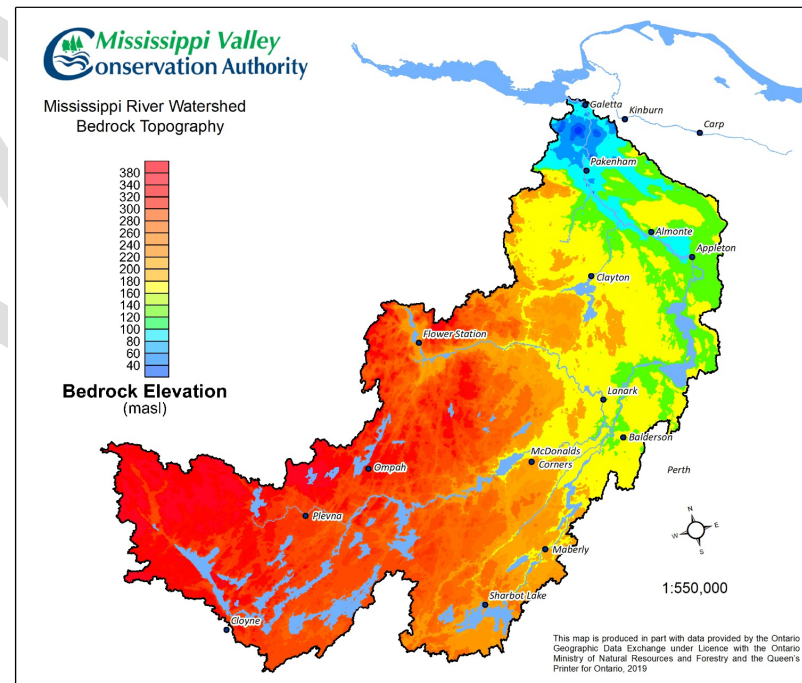 Mississippi Valley
Conservation Authority
Mississippi River Watershed
Bedrock Topography
380
360
340
320
300
280
260
240
220
200
180
160
140
120
100
80
60
40
Bedrock Elevation
(masl)
Galetta
Kinburn
Carp
Pakenham
Almonte
Appleton
Clayton
Flower Station
Lanark
Balderson
McDonalds
Corners
Perth
Ompah
Plevna
Maberly
Sharbot Lake
Cloyne
N
W E
S
1:550,000
This map is produced in part with data provided by the Ontario
Geographic Data Exchange under Licence with the Ontario
Ministry of Natural Resources and Forestry and the Queen's
Printer for Ontario, 2019